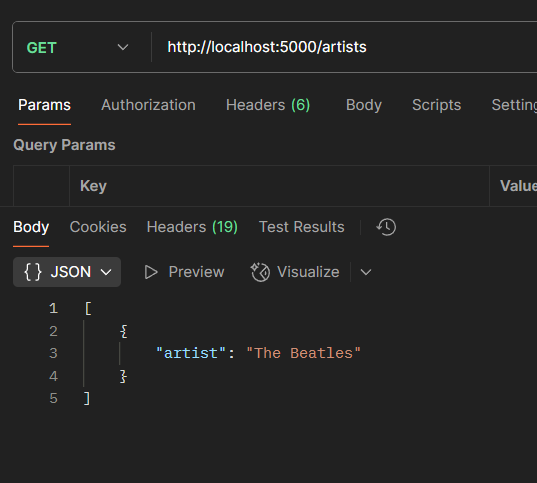 GET http://localhost:5000/artists
Params Authorization Headers (6) Body Scripts Setting
Query Params
Key Value
Body Cookies Headers (19) Test Results
{} JSON Preview Visualize
1 [
2 {
3 "artist": "The Beatles"
4 }
5 ]